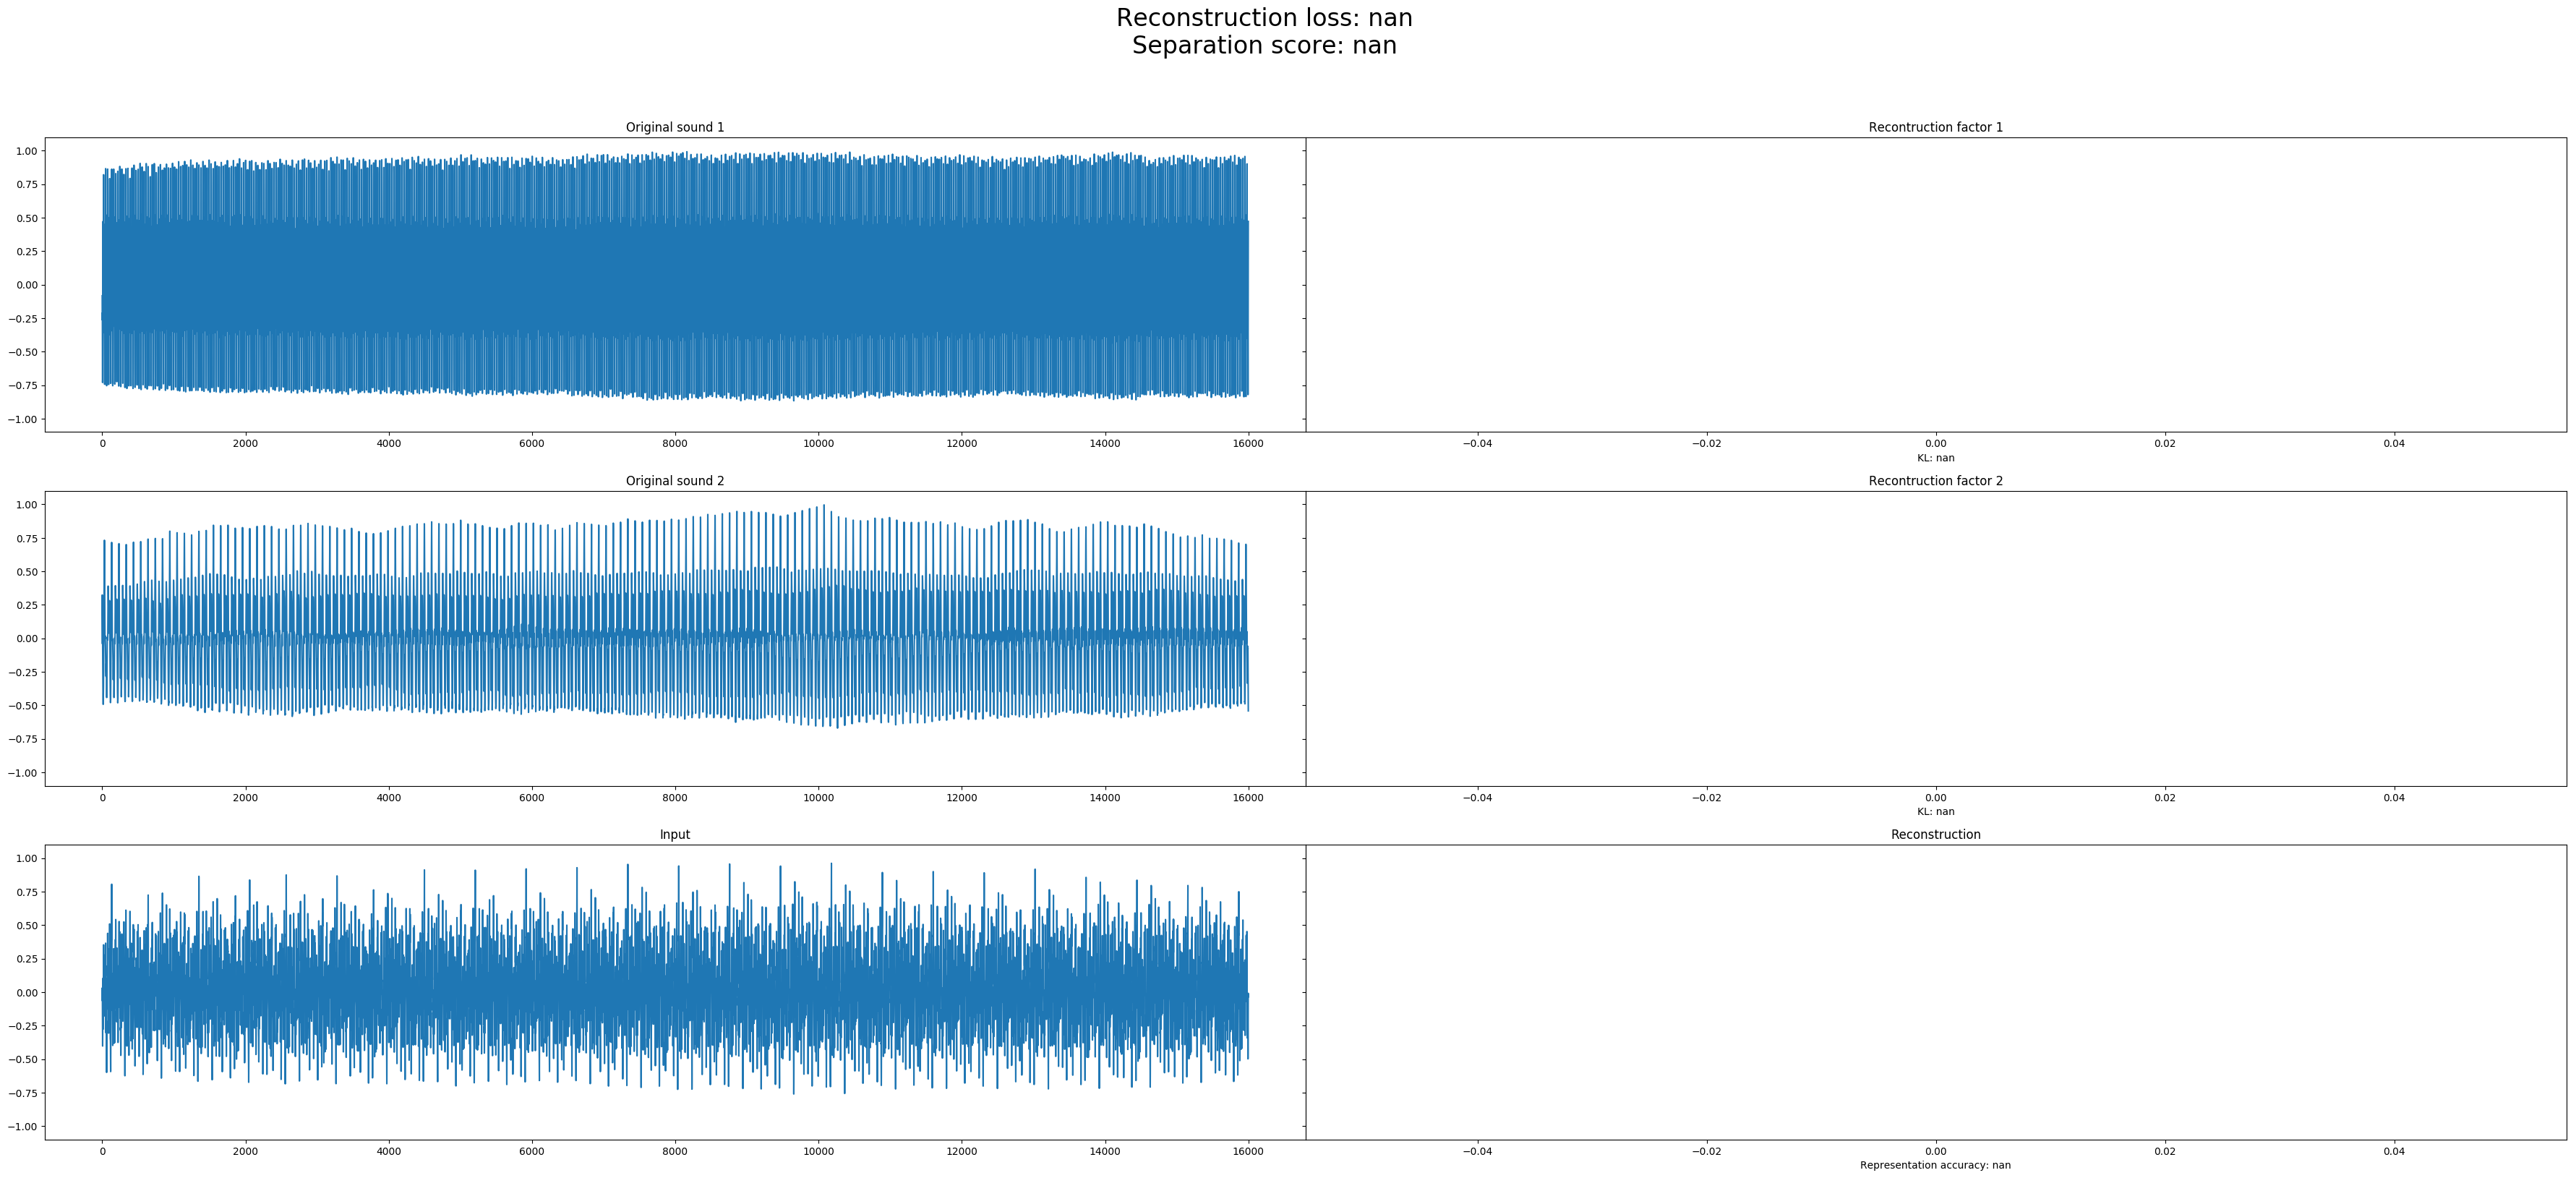 Reconstruction loss: nan
Separation score: nan
Original sound 1
Recontruction factor 1
1.00
0.75
0.50
0.25
0.00
−0.25
−0.50
−0.75
−1.00
0 2000 4000 6000 8000 10000 12000 14000 16000
−0.04 −0.02 0.00 0.02 0.04
KL: nan
Original sound 2
Recontruction factor 2
1.00
0.75
0.50
0.25
0.00
−0.25
−0.50
−0.75
−1.00
0 2000 4000 6000 8000 10000 12000 14000 16000
−0.04 −0.02 0.00 0.02 0.04
KL: nan
Input
Reconstruction
1.00
0.75
0.50
0.25
0.00
−0.25
−0.50
−0.75
−1.00
0 2000 4000 6000 8000 10000 12000 14000 16000
−0.04 −0.02 0.00 0.02 0.04
Representation accuracy: nan